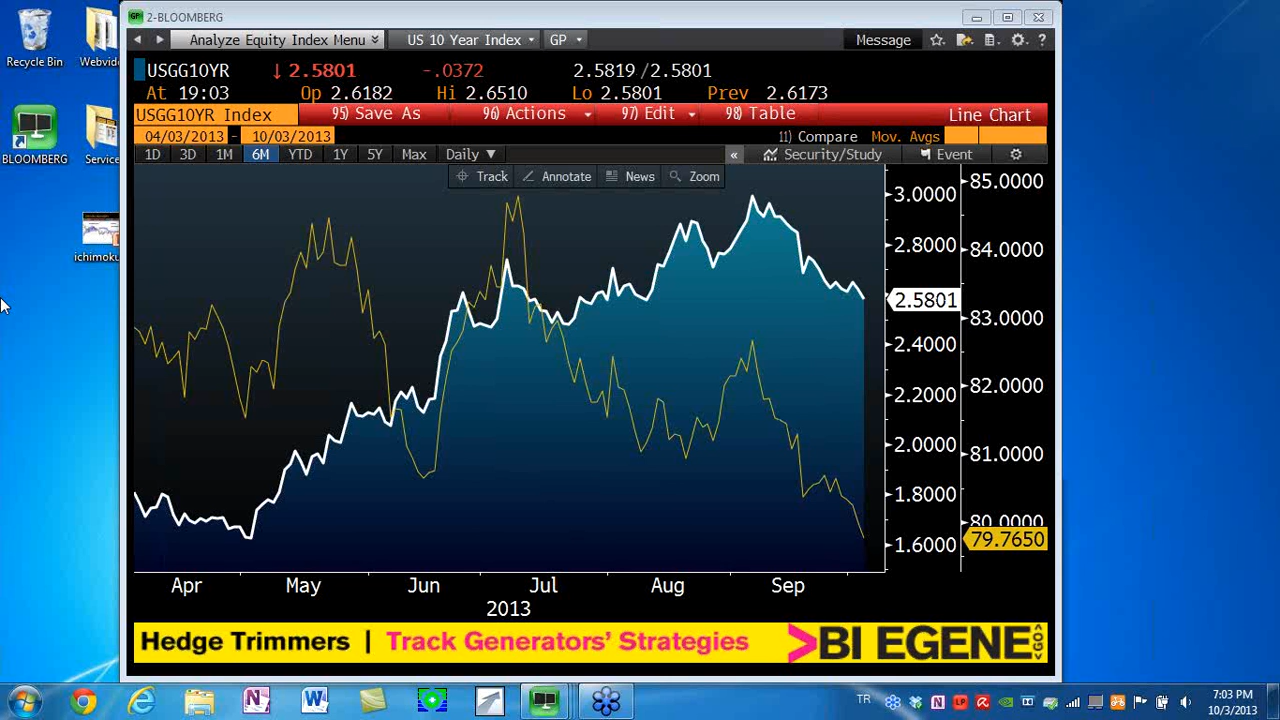 2-BLOOMBERG
Analyze Equity Index Menu US 10 Year Index GP Message ?
USGG10YR ↓ 2.5801 -.0372 2.5819 /2.5801
At 19:03 Op 2.6182 Hi 2.6510 Lo 2.5801 Prev 2.6173
USGG10YR Index 95) Save As 96) Actions 97) Edit 98) Table Line Chart
04/03/2013 - 10/03/2013 11) Compare Mov. Avgs
1D 3D 1M 6M YTD 1Y 5Y Max Daily ▼ « Security/Study Event
Track Annotate News Zoom
3.0000 85.0000
2.8000 84.0000
2.5801 83.0000
2.4000 82.0000
2.2000
2.0000 81.0000
1.8000 80.0000
1.6000 79.7650
Apr May Jun Jul Aug Sep
2013
Hedge Trimmers | Track Generators' Strategies >BI EGENE <GO>
Recycle Bin Webvid
BLOOMBERG Service
ichimoku
TR 7:03 PM
10/3/2013